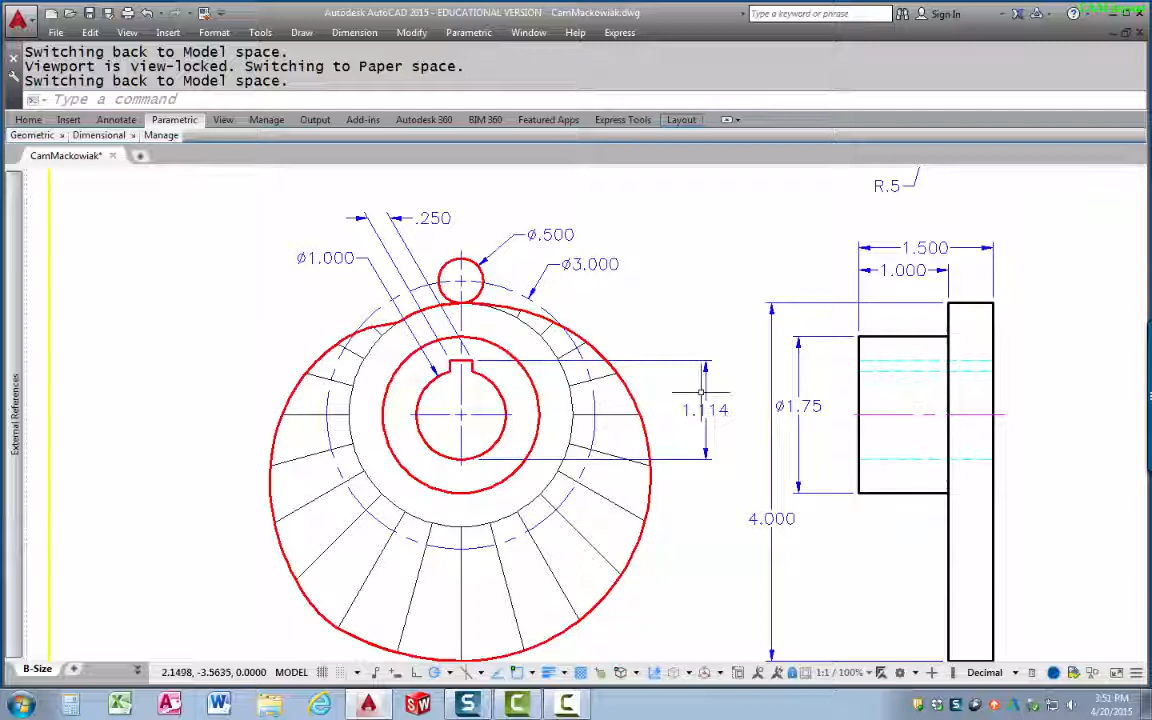 Autodesk AutoCAD 2015 - EDUCATIONAL VERSION CamMackowiak.dwg
Type a keyword or phrase
Sign In
File Edit View Insert Format Tools Draw Dimension Modify Parametric Window Help Express
Switching back to Model space.
Viewport is view-locked. Switching to Paper space.
Switching back to Model space.
Type a command
Home Insert Annotate Parametric View Manage Output Add-ins Autodesk 360 BIM 360 Featured Apps Express Tools Layout
Geometric » Dimensional » Manage
CamMackowiak*
R.5
.250
Ø.500
Ø1.000
Ø3.000
1.500
1.000
1.114
Ø1.75
4.000
External References
B-Size
2.1498, -3.5635, 0.0000 MODEL
1:1 / 100%
Decimal
3:51 PM
4/20/2015